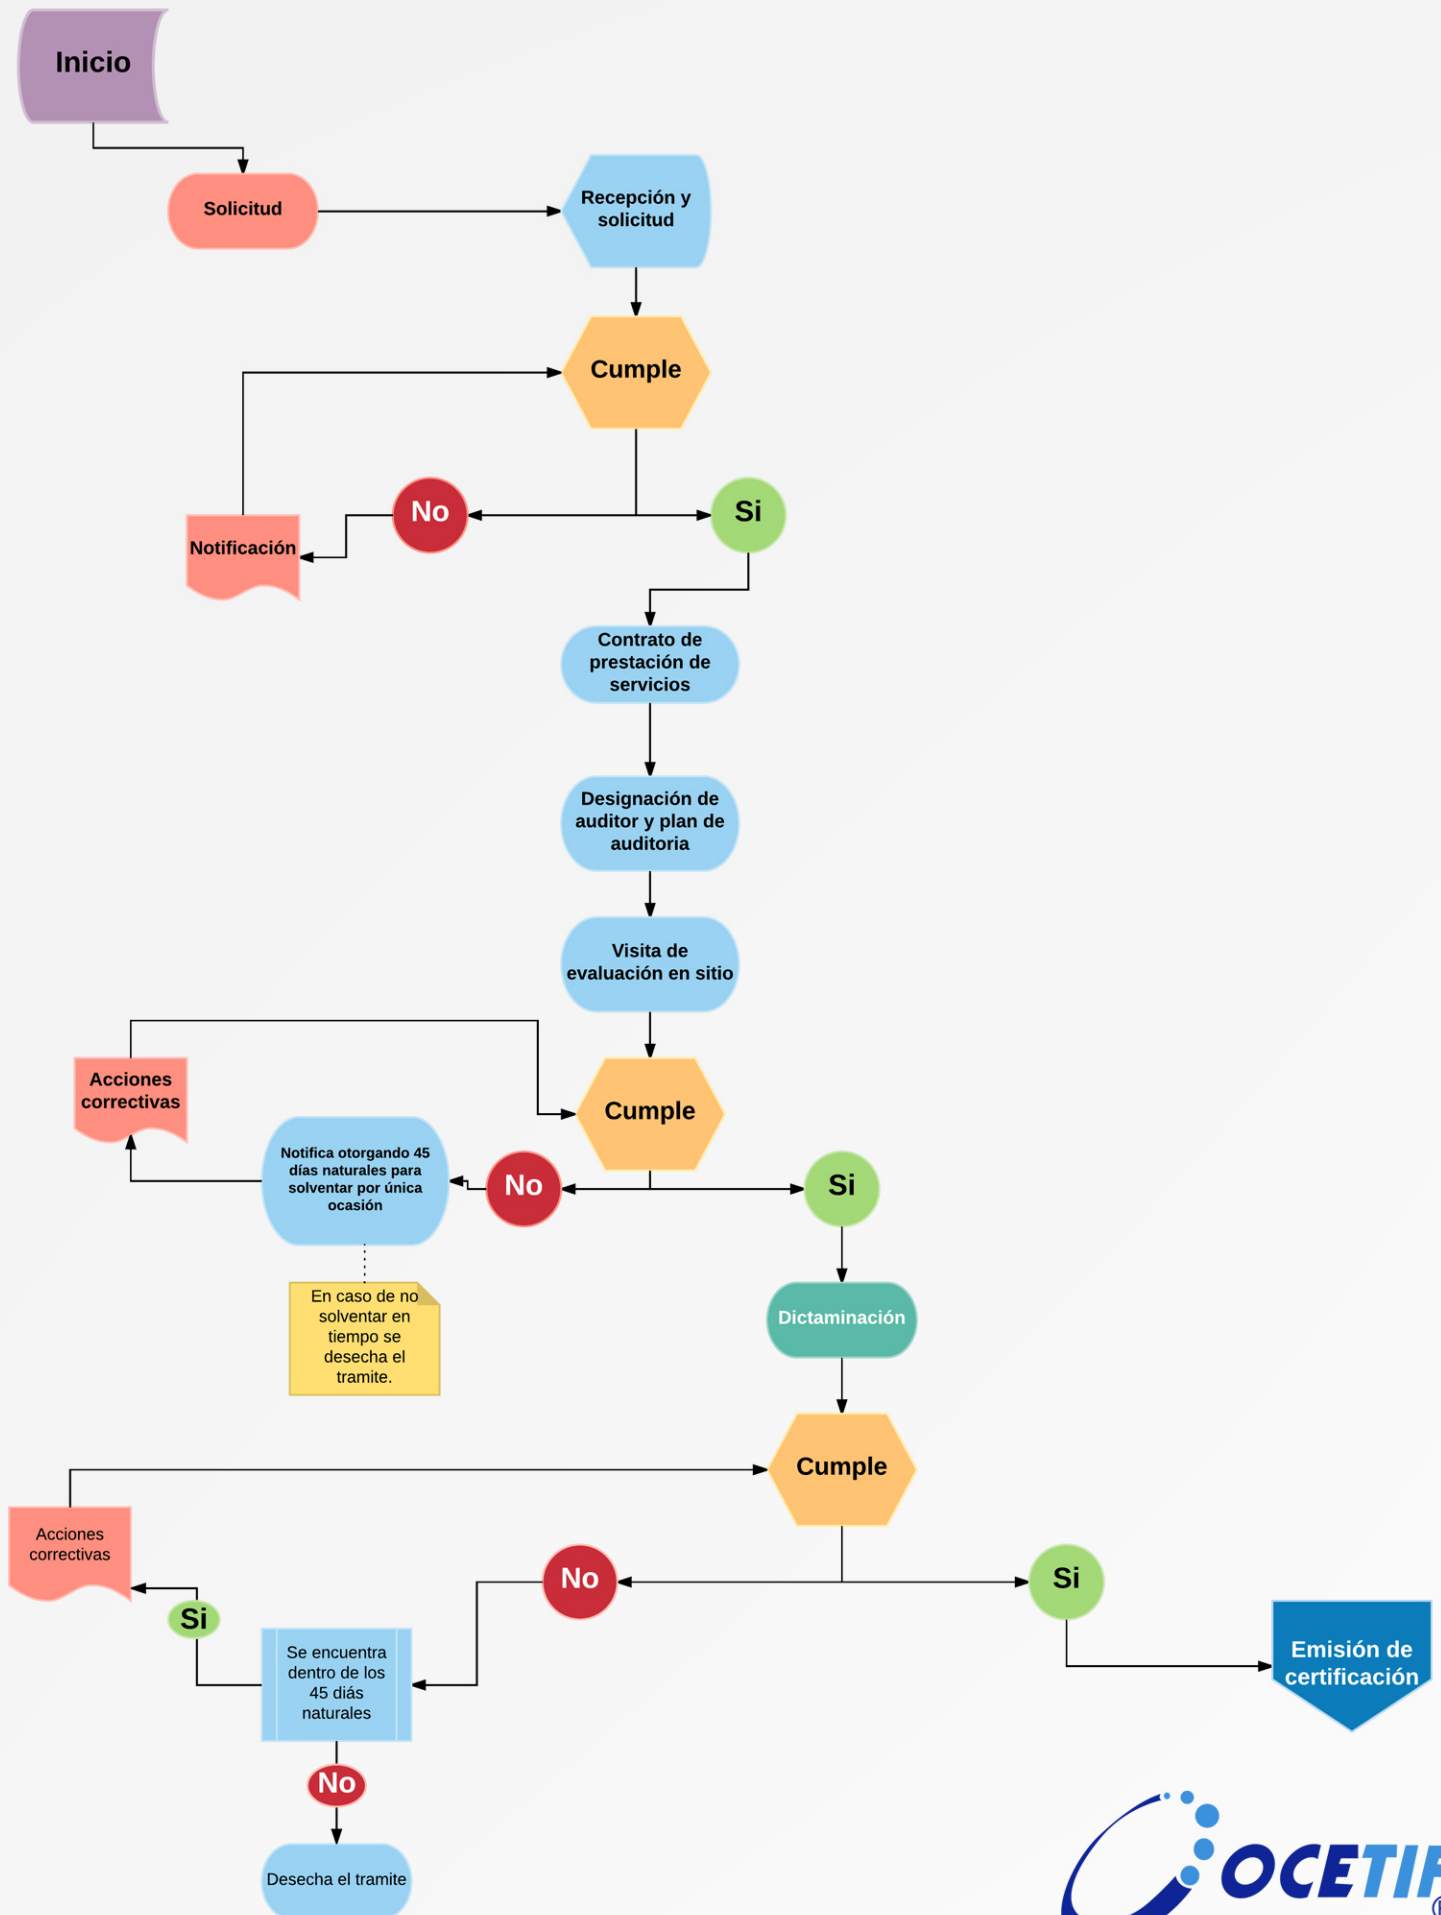 Inicio
Solicitud
Recepción y
solicitud
Cumple
No
Si
Notificación
Contrato de
prestación de
servicios
Designación de
auditor y plan de
auditoria
Visita de
evaluación en sitio
Acciones
correctivas
Cumple
Notifica otorgando 45
días naturales para
solventar por única
ocasión
No
Si
En caso de no
solventar en
tiempo se
desecha el
tramite.
Dictaminación
Cumple
Acciones
correctivas
No
Si
Si
Se encuentra
dentro de los
45 diás
naturales
Emisión de
certificación
No
Desecha el tramite
OCETIF